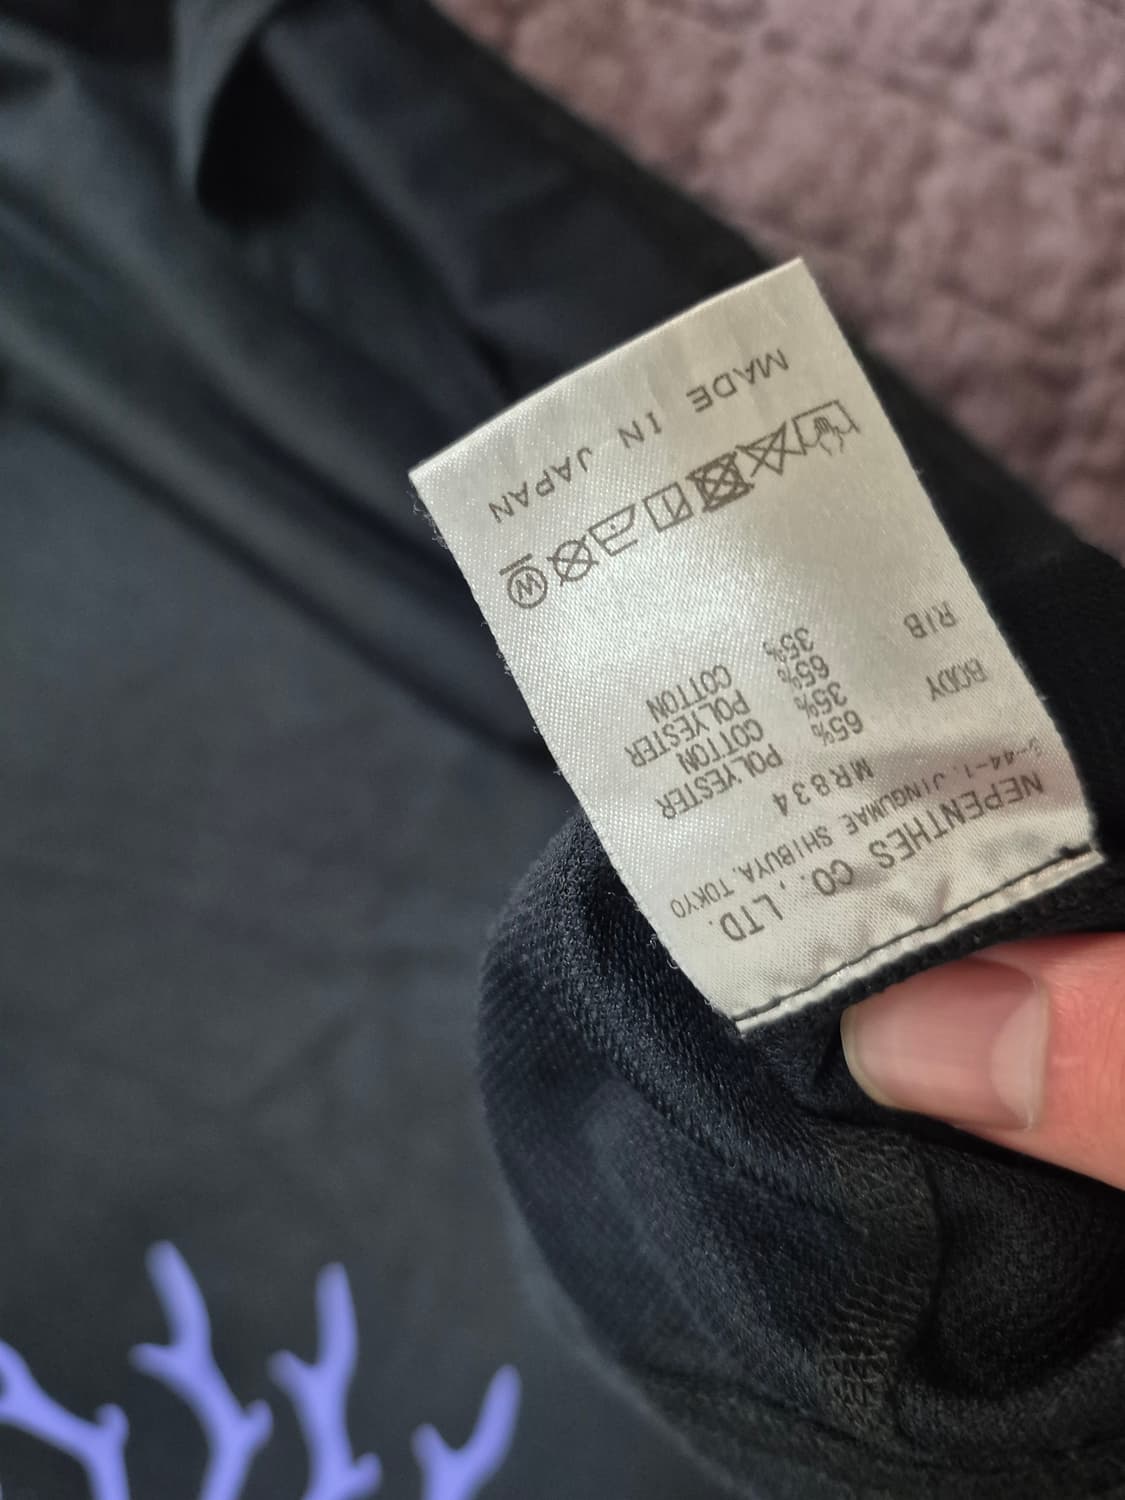 NEPENTHES CO., LTD.
3-44-1, JINGUMAE SHIBUYA, TOKYO
MR834
BODY POLYESTER 65%
COTTON 35%
RIB POLYESTER 65%
COTTON 35%
W
MADE IN JAPAN